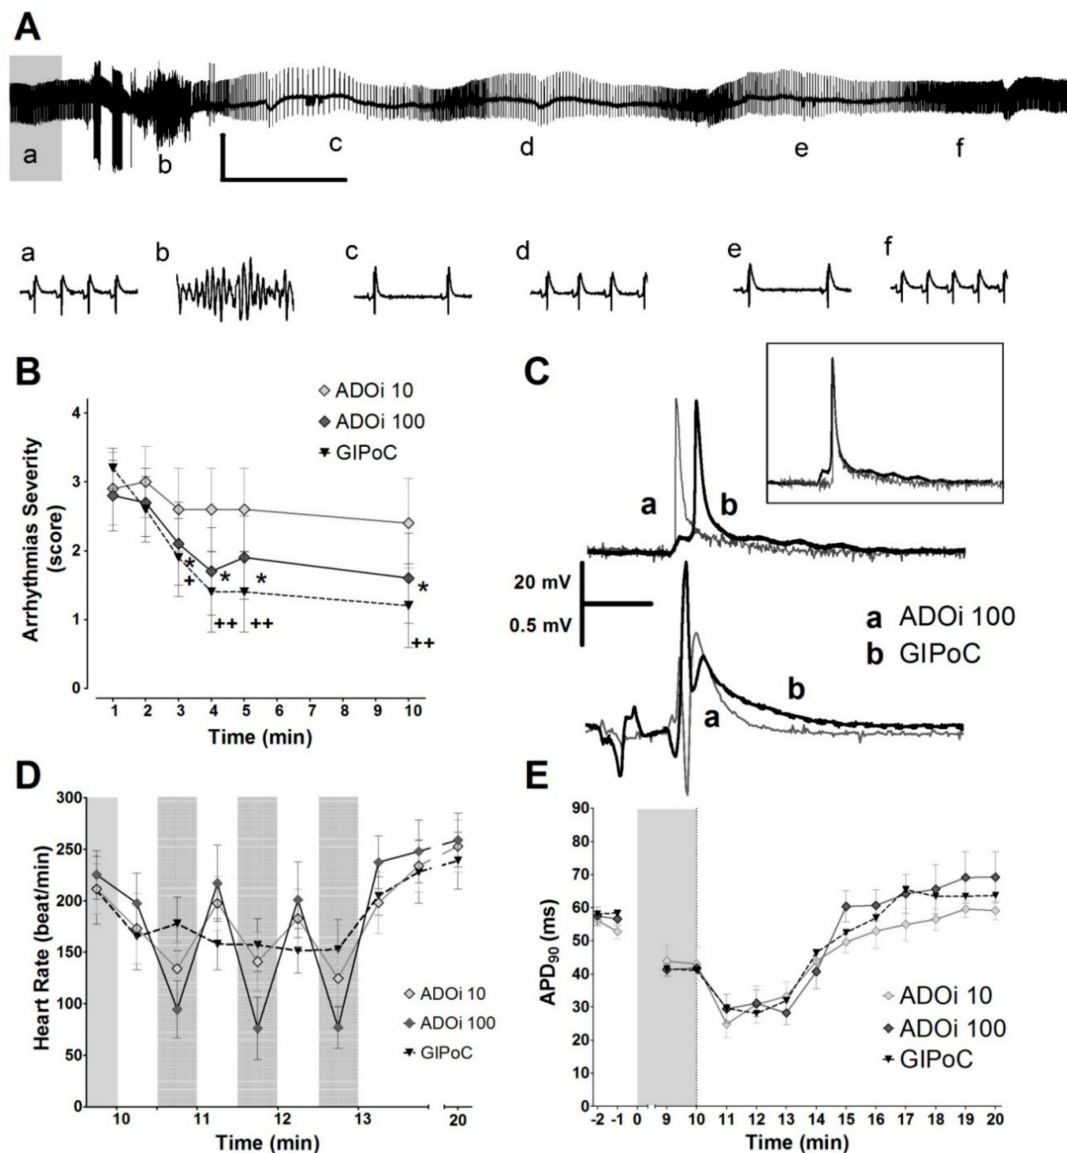 A
a
b
c
d
e
f
a
b
c
d
e
f
B
ADOi 10
ADOi 100
GIPoC
Arrhythmias Severity
(score)
4
3
2
1
0
*
+
*
++
*
++
*
++
1 2 3 4 5 6 7 8 9 10
Time (min)
C
a
b
20 mV
0.5 mV
a ADOi 100
b GIPoC
b
a
D
Heart Rate (beat/min)
300
250
200
150
100
50
0
ADOi 10
ADOi 100
GIPoC
10 11 12 13 20
Time (min)
E
APD90 (ms)
90
80
70
60
50
40
30
20
10
0
ADOi 10
ADOi 100
GIPoC
-2 -1 0 9 10 11 12 13 14 15 16 17 18 19 20
Time (min)